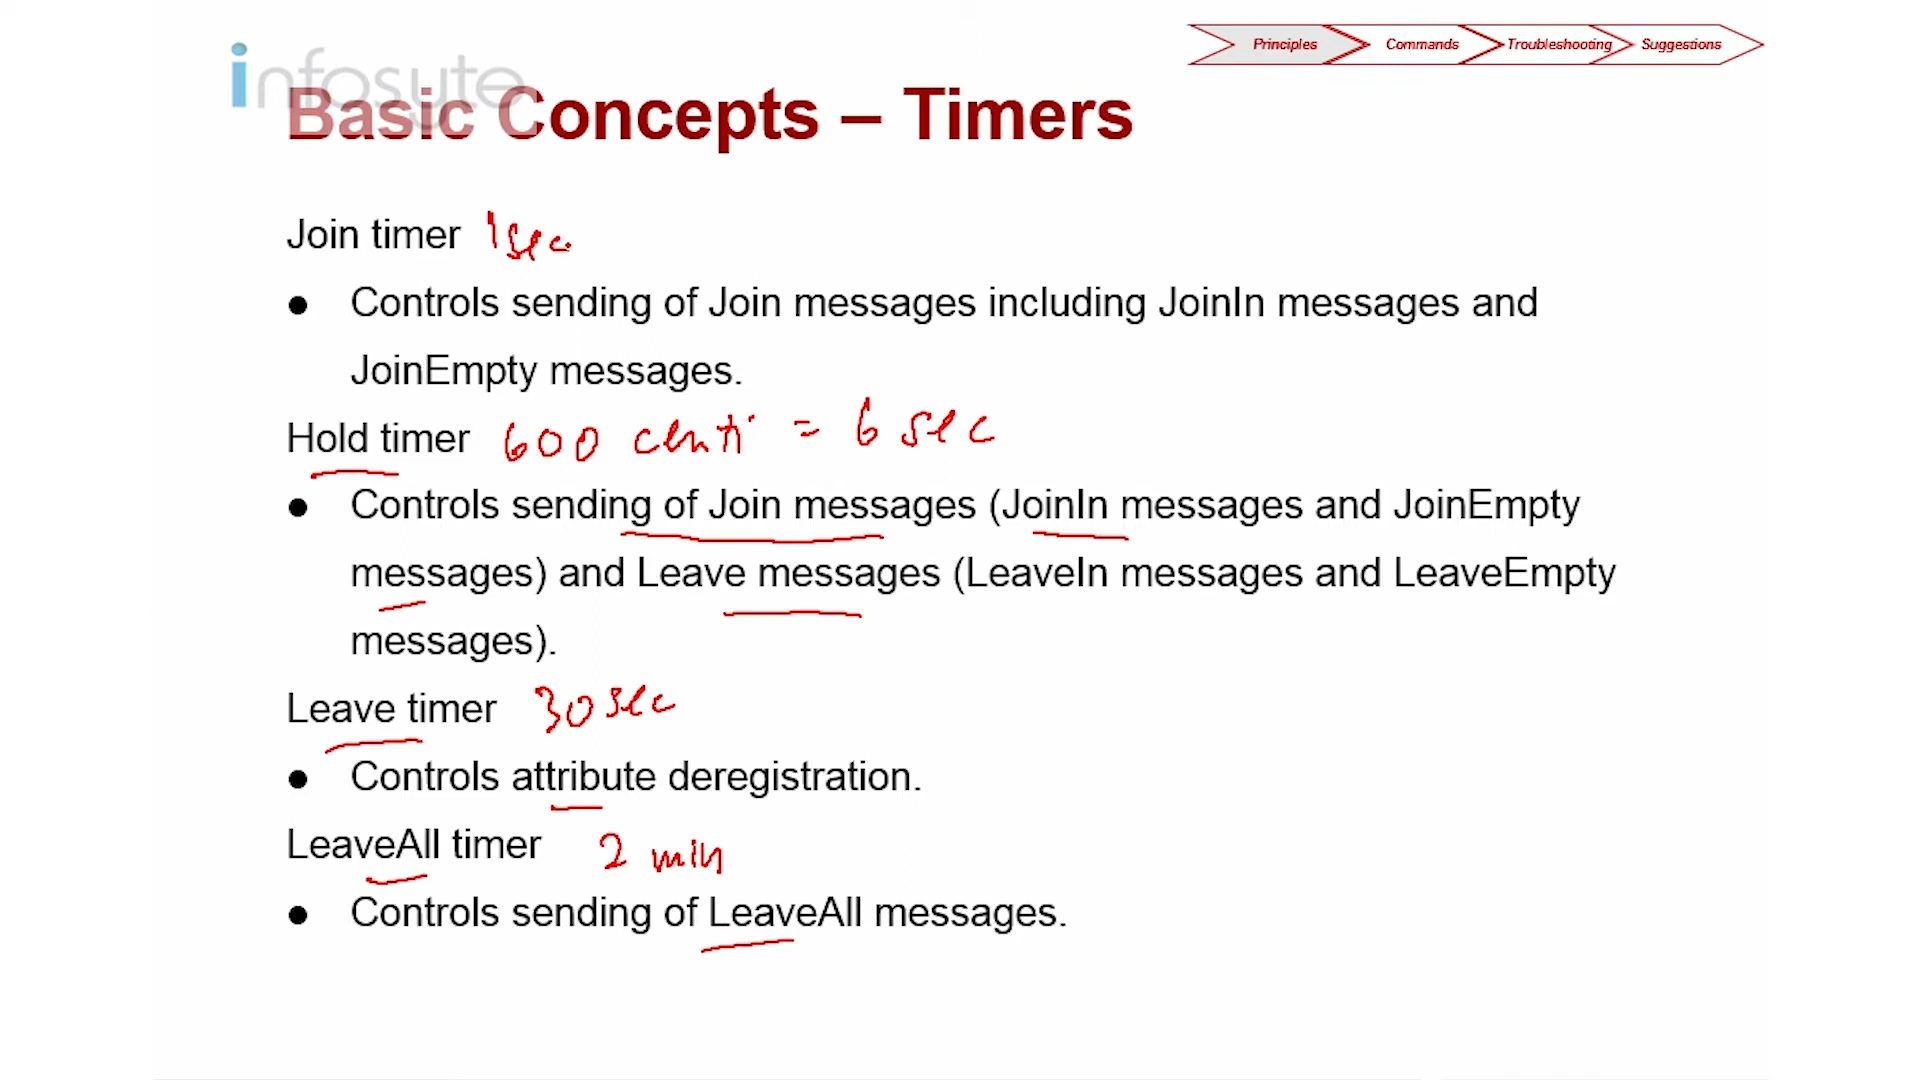 infosyte
Principles Commands Troubleshooting Suggestions
Basic Concepts – Timers
Join timer 1sec
● Controls sending of Join messages including JoinIn messages and
JoinEmpty messages.
Hold timer 600 centi = 6 sec
● Controls sending of Join messages (JoinIn messages and JoinEmpty
messages) and Leave messages (LeaveIn messages and LeaveEmpty
messages).
Leave timer 30 sec
● Controls attribute deregistration.
LeaveAll timer 2 min
● Controls sending of LeaveAll messages.